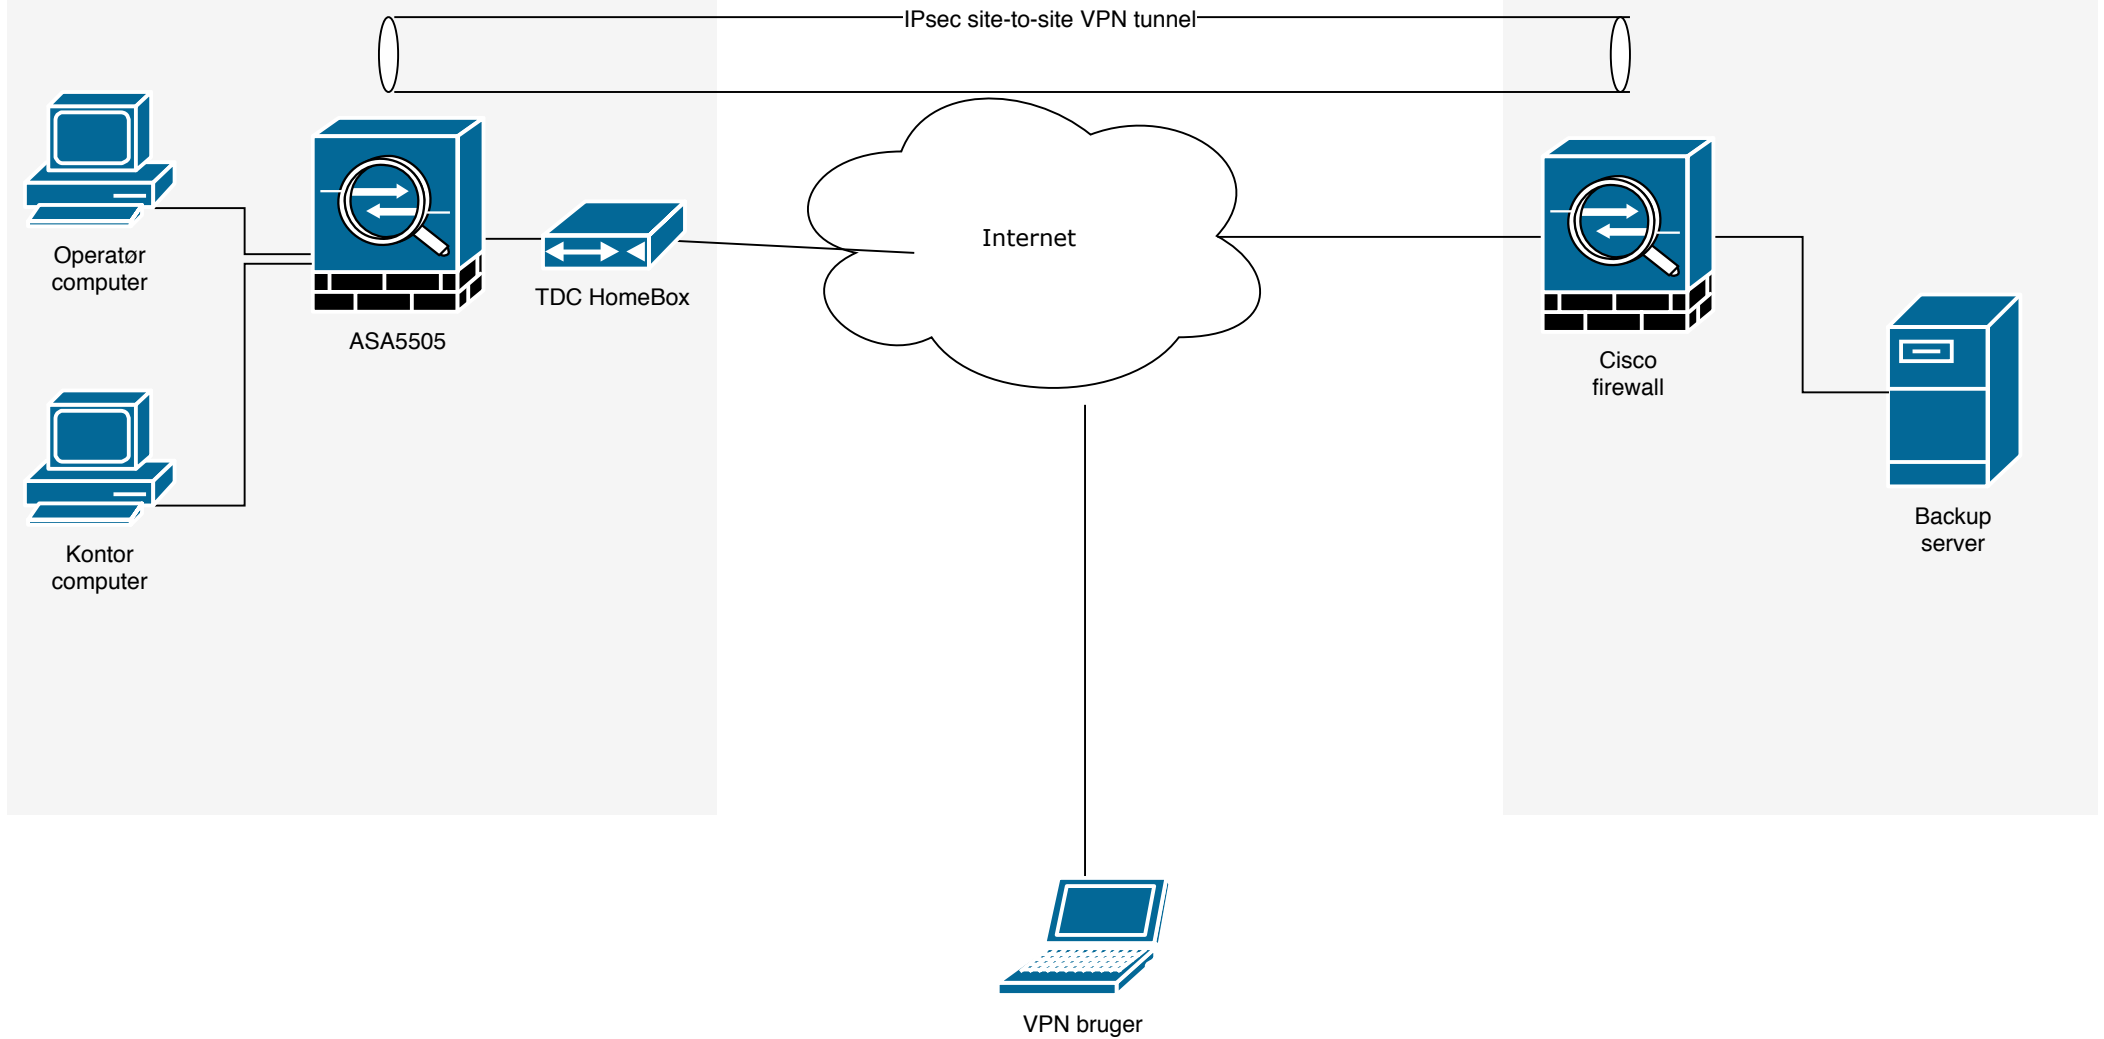 IPsec site-to-site VPN tunnel
Operatør
computer
ASA5505
TDC HomeBox
Internet
Cisco
firewall
Backup
server
Kontor
computer
VPN bruger